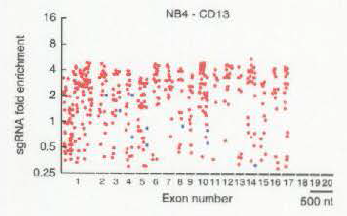 NB4 - CD13
sgRNA fold enrichment
16
8
4
2
1
0.5
0.25
1 2 3 4 5 6 7 8 9 10 11 12 13 14 15 16 17 18 19 20
Exon number
500 nt